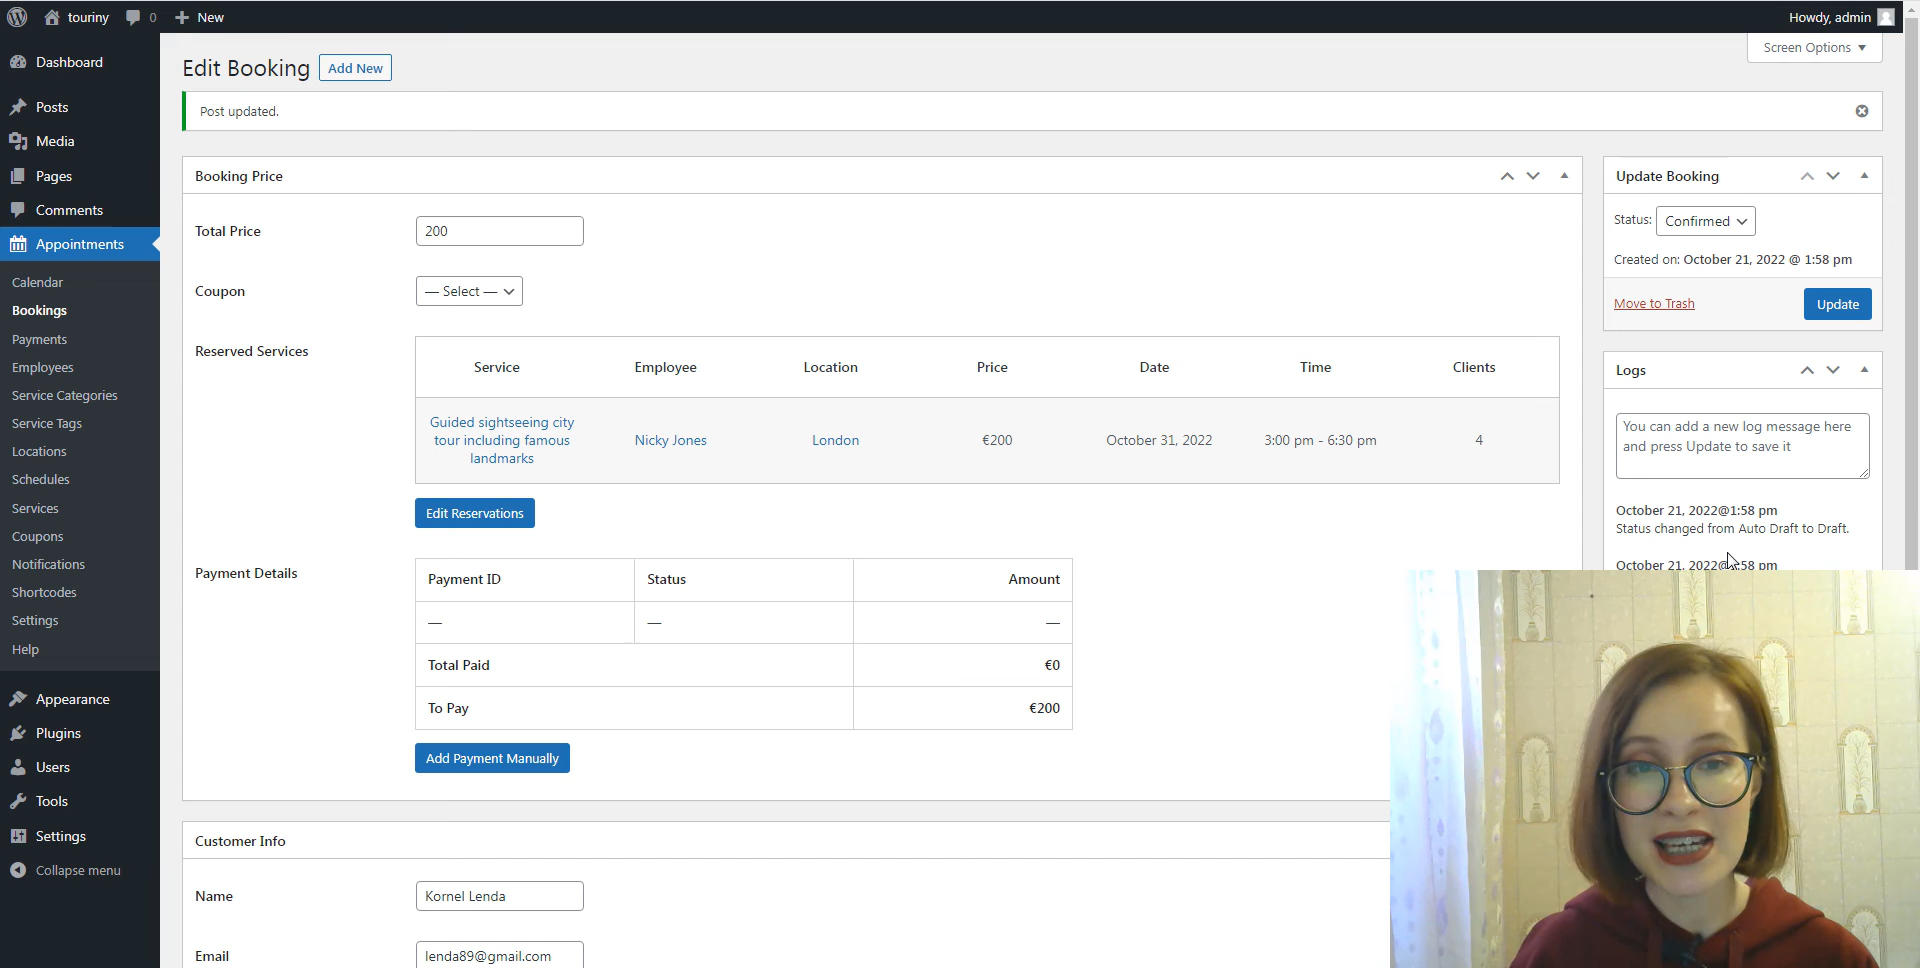 touriny 0 New Howdy, admin
Screen Options
Dashboard
Posts
Media
Pages
Comments
Appointments
Calendar
Bookings
Payments
Employees
Service Categories
Service Tags
Locations
Schedules
Services
Coupons
Notifications
Shortcodes
Settings
Help
Appearance
Plugins
Users
Tools
Settings
Collapse menu
Edit Booking Add New
Post updated.
Booking Price
Total Price 200
Coupon — Select —
Reserved Services
Service Employee Location Price Date Time Clients
Guided sightseeing city
tour including famous
landmarks
Nicky Jones London €200 October 31, 2022 3:00 pm - 6:30 pm 4
Edit Reservations
Payment Details
Payment ID Status Amount
— — —
Total Paid €0
To Pay €200
Add Payment Manually
Customer Info
Name Kornel Lenda
Email lenda89@gmail.com
Update Booking
Status: Confirmed
Created on: October 21, 2022 @ 1:58 pm
Move to Trash Update
Logs
You can add a new log message here
and press Update to save it
October 21, 2022@1:58 pm
Status changed from Auto Draft to Draft.
October 21, 2022@1:58 pm